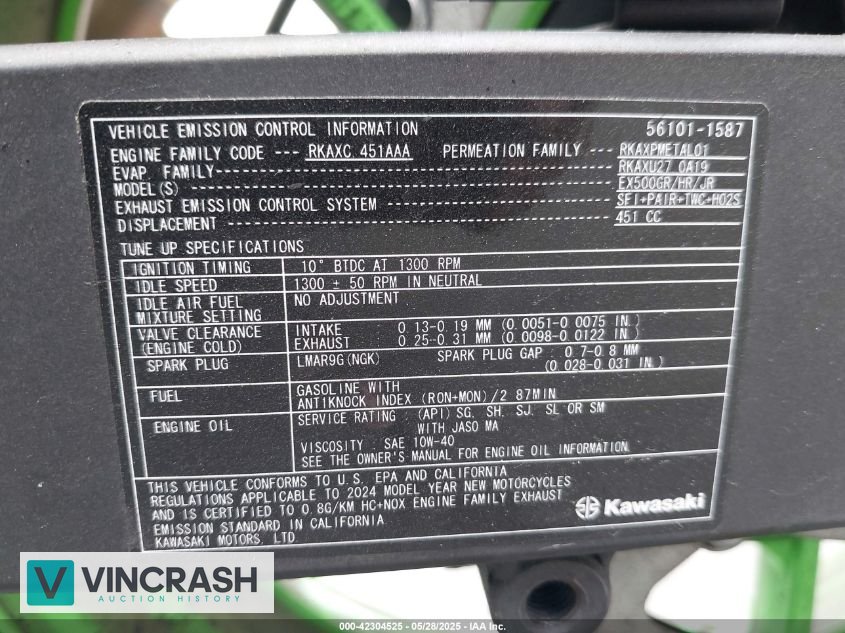 VEHICLE EMISSION CONTROL INFORMATION 56101-1587
ENGINE FAMILY CODE --- RKAXC 451AAA PERMEATION FAMILY --- RKAXPMETAL01
EVAP. FAMILY --- RKAXU27 0A19
MODEL(S) --- EX500GR/HR/JR
EXHAUST EMISSION CONTROL SYSTEM --- SFI+PAIR+TWC+HO2S
DISPLACEMENT --- 451 CC
TUNE UP SPECIFICATIONS
IGNITION TIMING 10° BTDC AT 1300 RPM
IDLE SPEED 1300 ± 50 RPM IN NEUTRAL
IDLE AIR FUEL NO ADJUSTMENT
MIXTURE SETTING
VALVE CLEARANCE INTAKE 0.13-0.19 MM (0.0051-0.0075 IN.)
(ENGINE COLD) EXHAUST 0.25-0.31 MM (0.0098-0.0122 IN.)
SPARK PLUG LMAR9G(NGK) SPARK PLUG GAP : 0.7-0.8 MM
(0.028-0.031 IN.)
FUEL GASOLINE WITH
ANTIKNOCK INDEX (RON+MON)/2 87MIN
ENGINE OIL SERVICE RATING : (API) SG, SH, SJ, SL OR SM
WITH JASO MA
VISCOSITY : SAE 10W-40
SEE THE OWNER'S MANUAL FOR ENGINE OIL INFORMATION.
THIS VEHICLE CONFORMS TO U.S. EPA AND CALIFORNIA
REGULATIONS APPLICABLE TO 2024 MODEL YEAR NEW MOTORCYCLES
AND IS CERTIFIED TO 0.8G/KM HC+NOX ENGINE FAMILY EXHAUST
EMISSION STANDARD IN CALIFORNIA.
KAWASAKI MOTORS, LTD.
Kawasaki
VINCRASH
AUCTION HISTORY
000-42304525 - 05/28/2025 - IAA Inc.